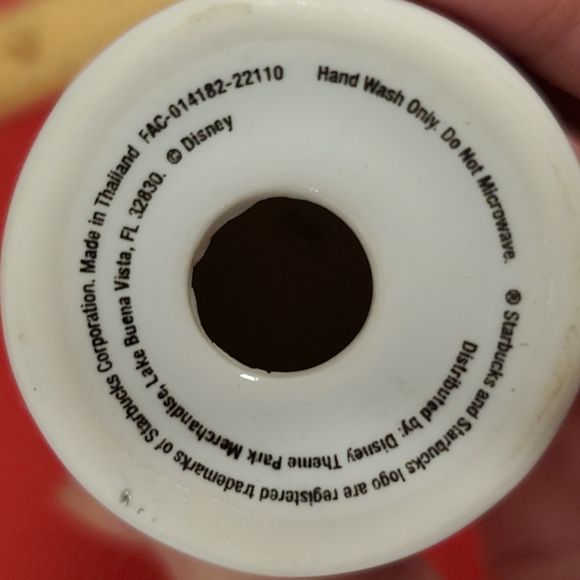 Hand Wash Only. Do Not Microwave.
® Starbucks and Starbucks logo are registered trademarks of Starbucks Corporation. Made in Thailand FAC-014182-22110
Distributed by: Disney Theme Park Merchandise, Lake Buena Vista, FL 32830. © Disney